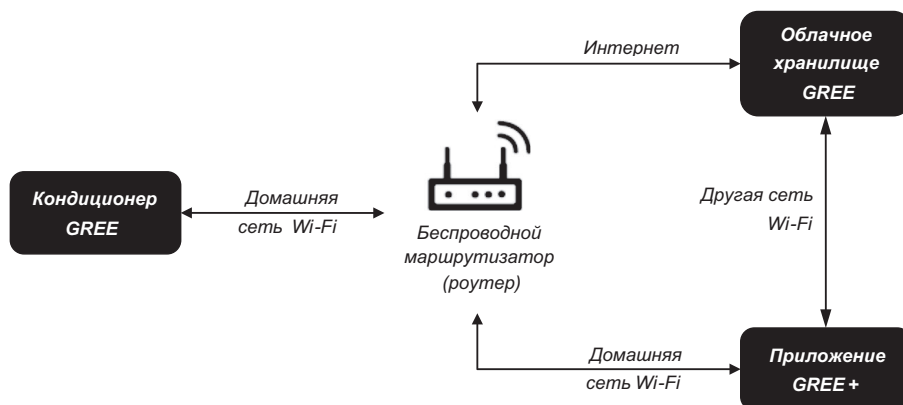 Интернет
Облачное
хранилище
GREE
Кондиционер
GREE
Домашняя
сеть Wi-Fi
Беспроводной
маршрутизатор
(роутер)
Другая сеть
Wi-Fi
Домашняя
сеть Wi-Fi
Приложение
GREE+